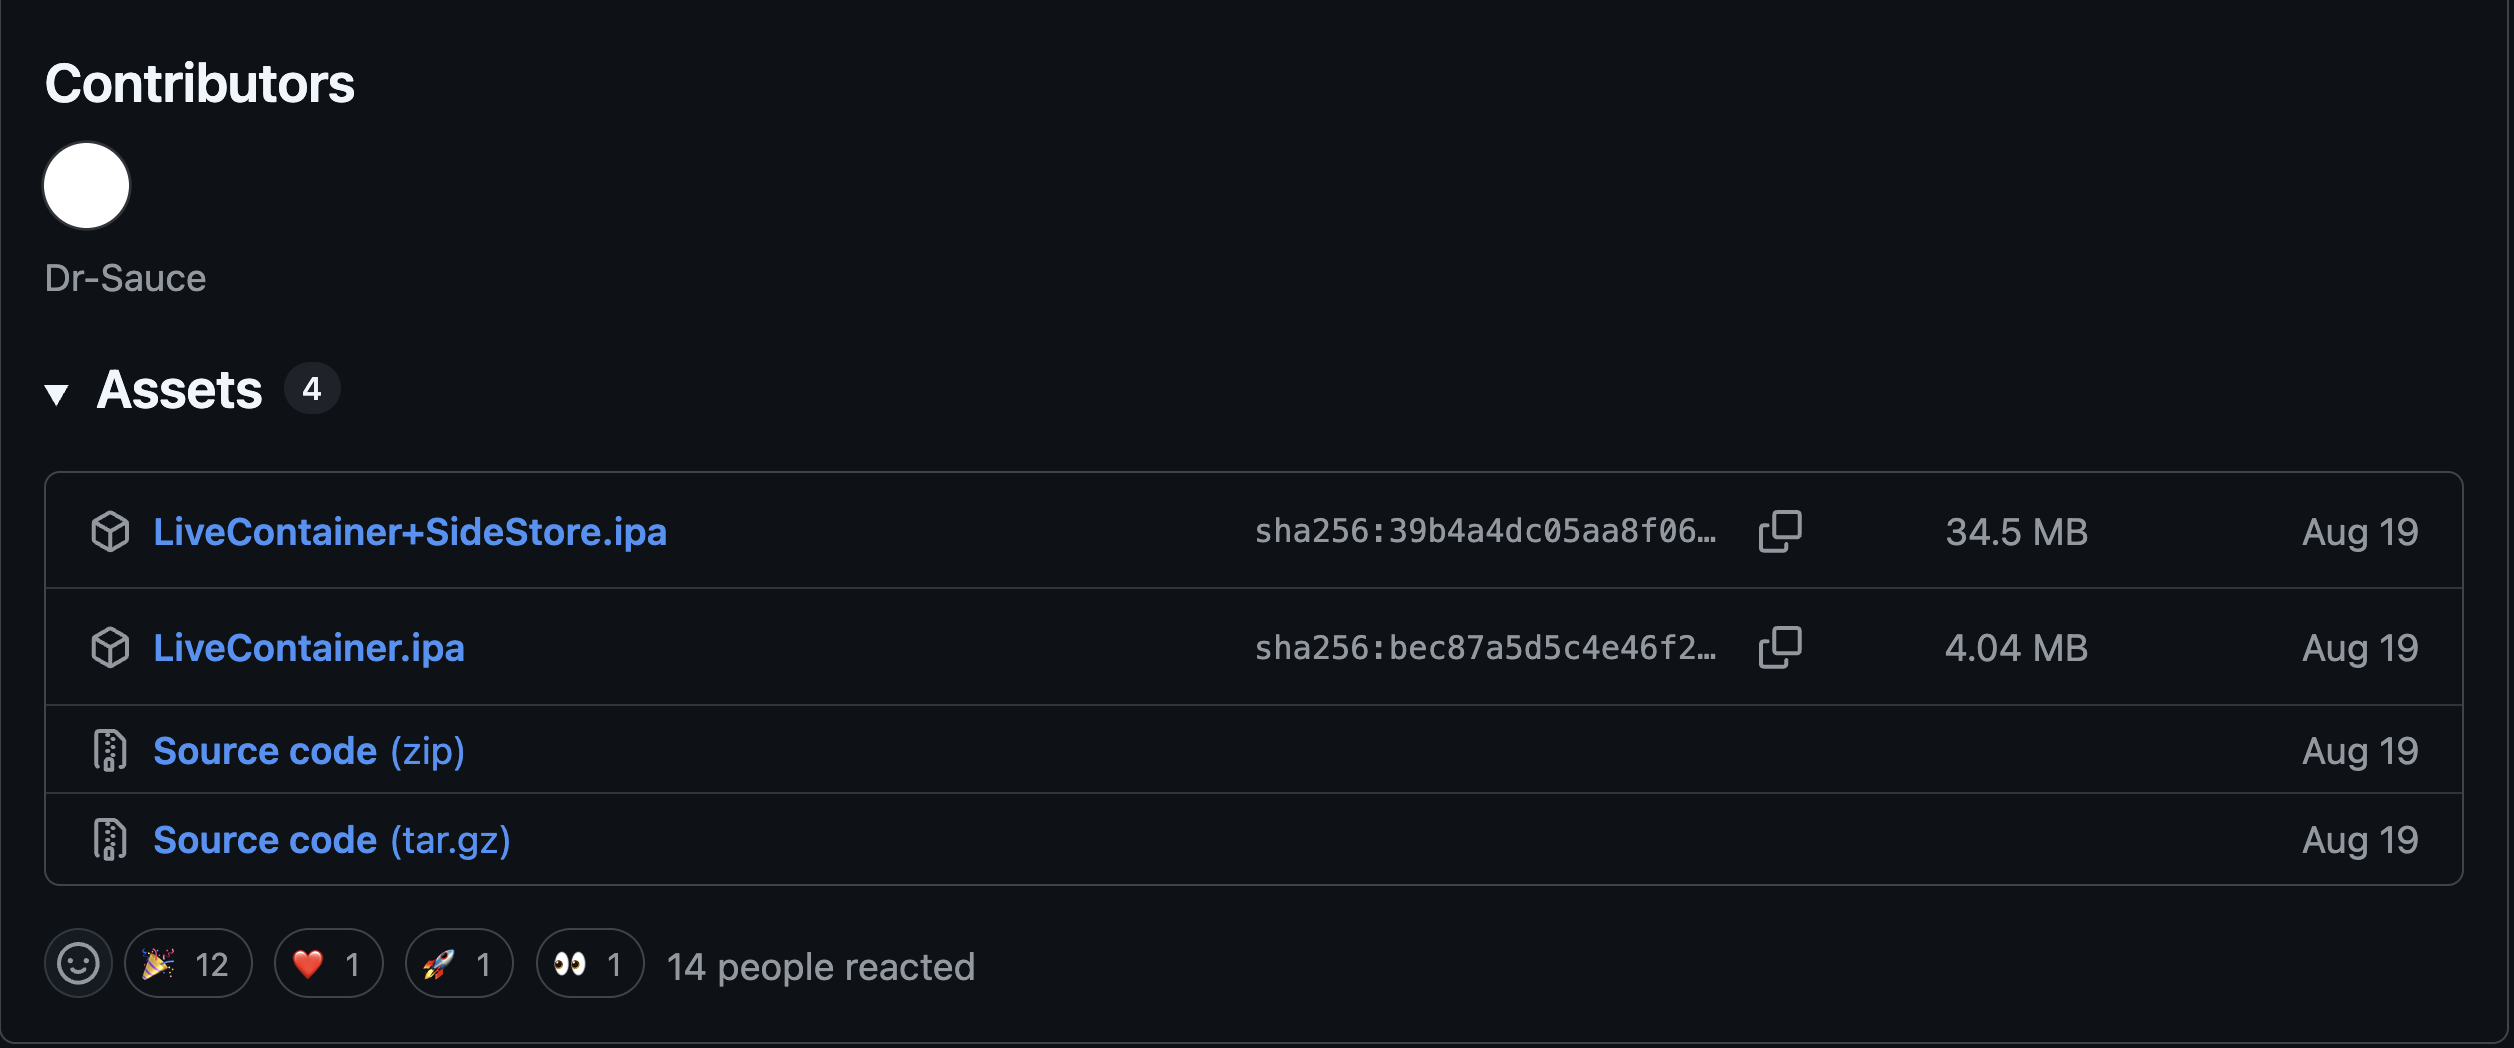 Contributors
Dr-Sauce
Assets 4
LiveContainer+SideStore.ipa sha256:39b4a4dc05aa8f06… 34.5 MB Aug 19
LiveContainer.ipa sha256:bec87a5d5c4e46f2… 4.04 MB Aug 19
Source code (zip) Aug 19
Source code (tar.gz) Aug 19
🎉 12 ❤️ 1 🚀 1 👀 1 14 people reacted